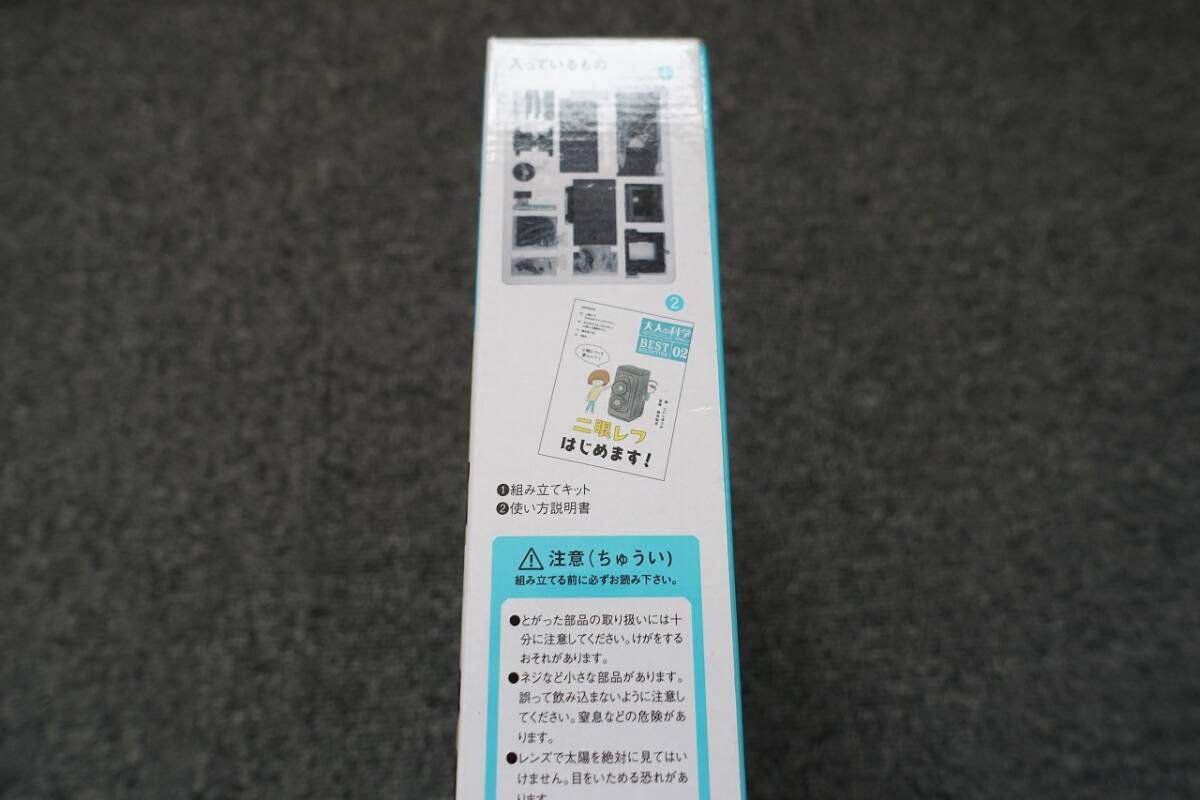 入っているもの
1
2
大人の科学
BEST
SELECTION
02
二眼レフ
はじめます!
❶組み立てキット
❷使い方説明書
注意(ちゅうい)
組み立てる前に必ずお読み下さい。
●とがった部品の取り扱いには十
分に注意してください。けがをする
おそれがあります。
●ネジなど小さな部品があります。
誤って飲み込まないように注意し
てください。窒息などの危険があ
ります。
●レンズで太陽を絶対に見てはい
けません。目をいためる恐れがあ
ります。